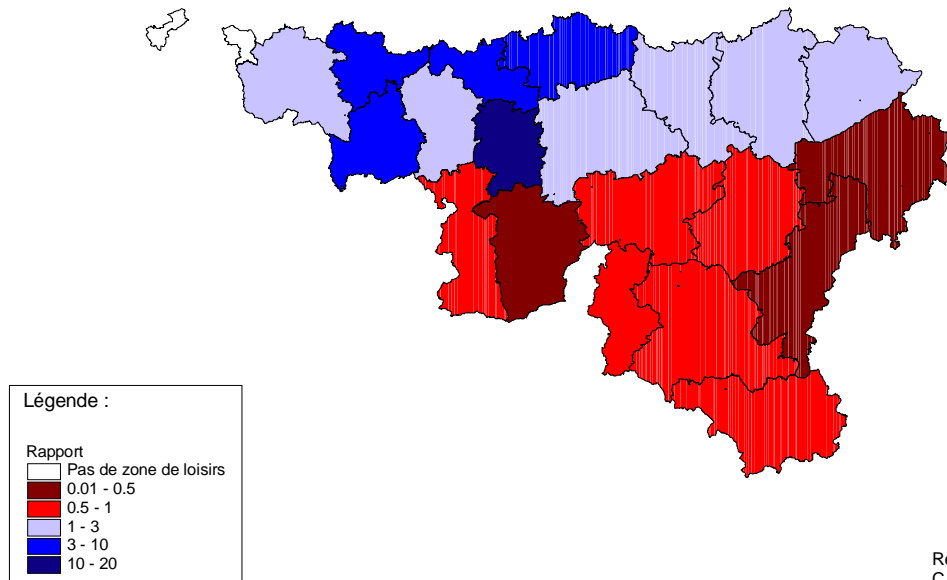 Légende :
Rapport
Pas de zone de loisirs
0.01 - 0.5
0.5 - 1
1 - 3
3 - 10
10 - 20